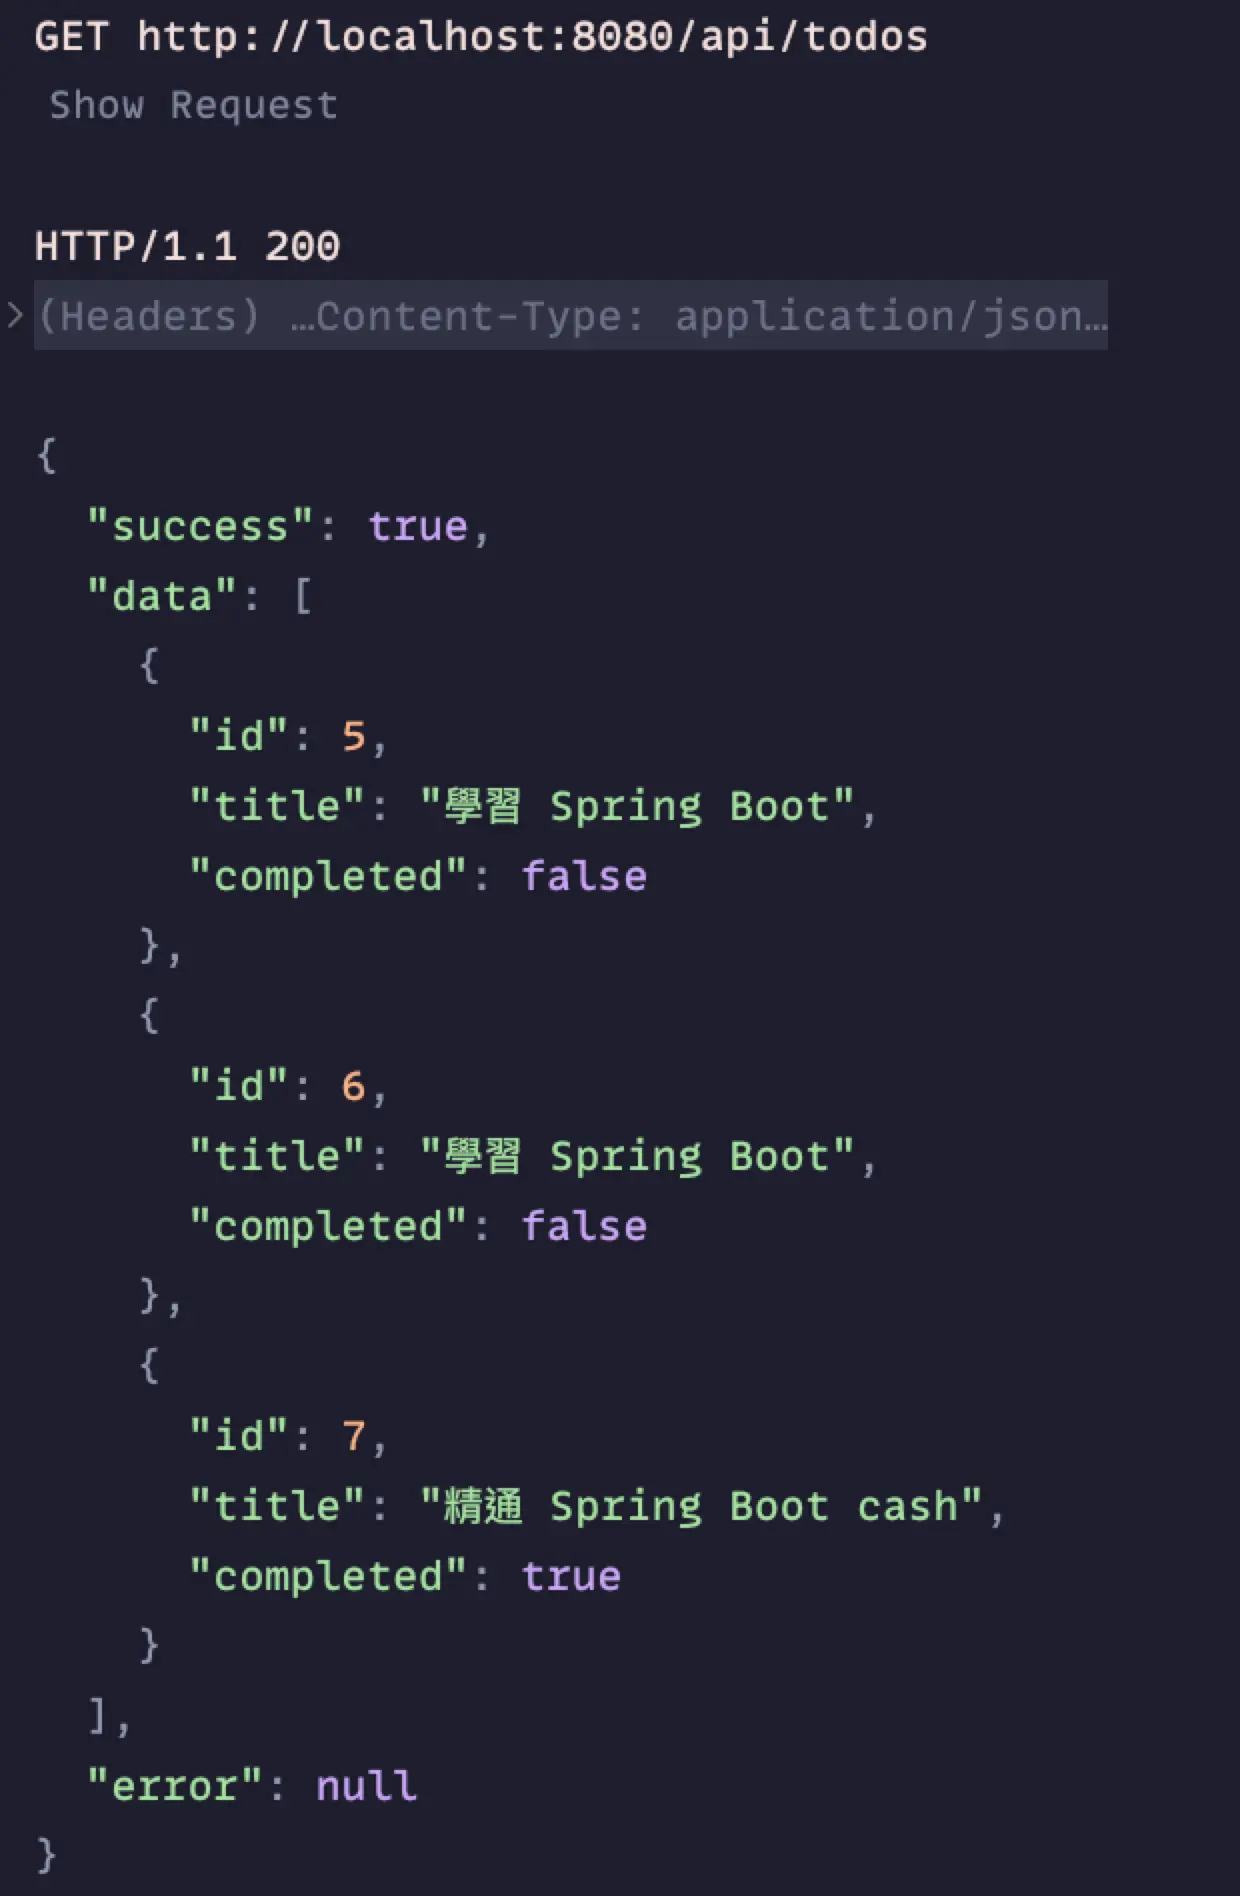 GET http://localhost:8080/api/todos
Show Request
HTTP/1.1 200
(Headers) …Content-Type: application/json…
{
"success": true,
"data": [
{
"id": 5,
"title": "學習 Spring Boot",
"completed": false
},
{
"id": 6,
"title": "學習 Spring Boot",
"completed": false
},
{
"id": 7,
"title": "精通 Spring Boot cash",
"completed": true
}
],
"error": null
}